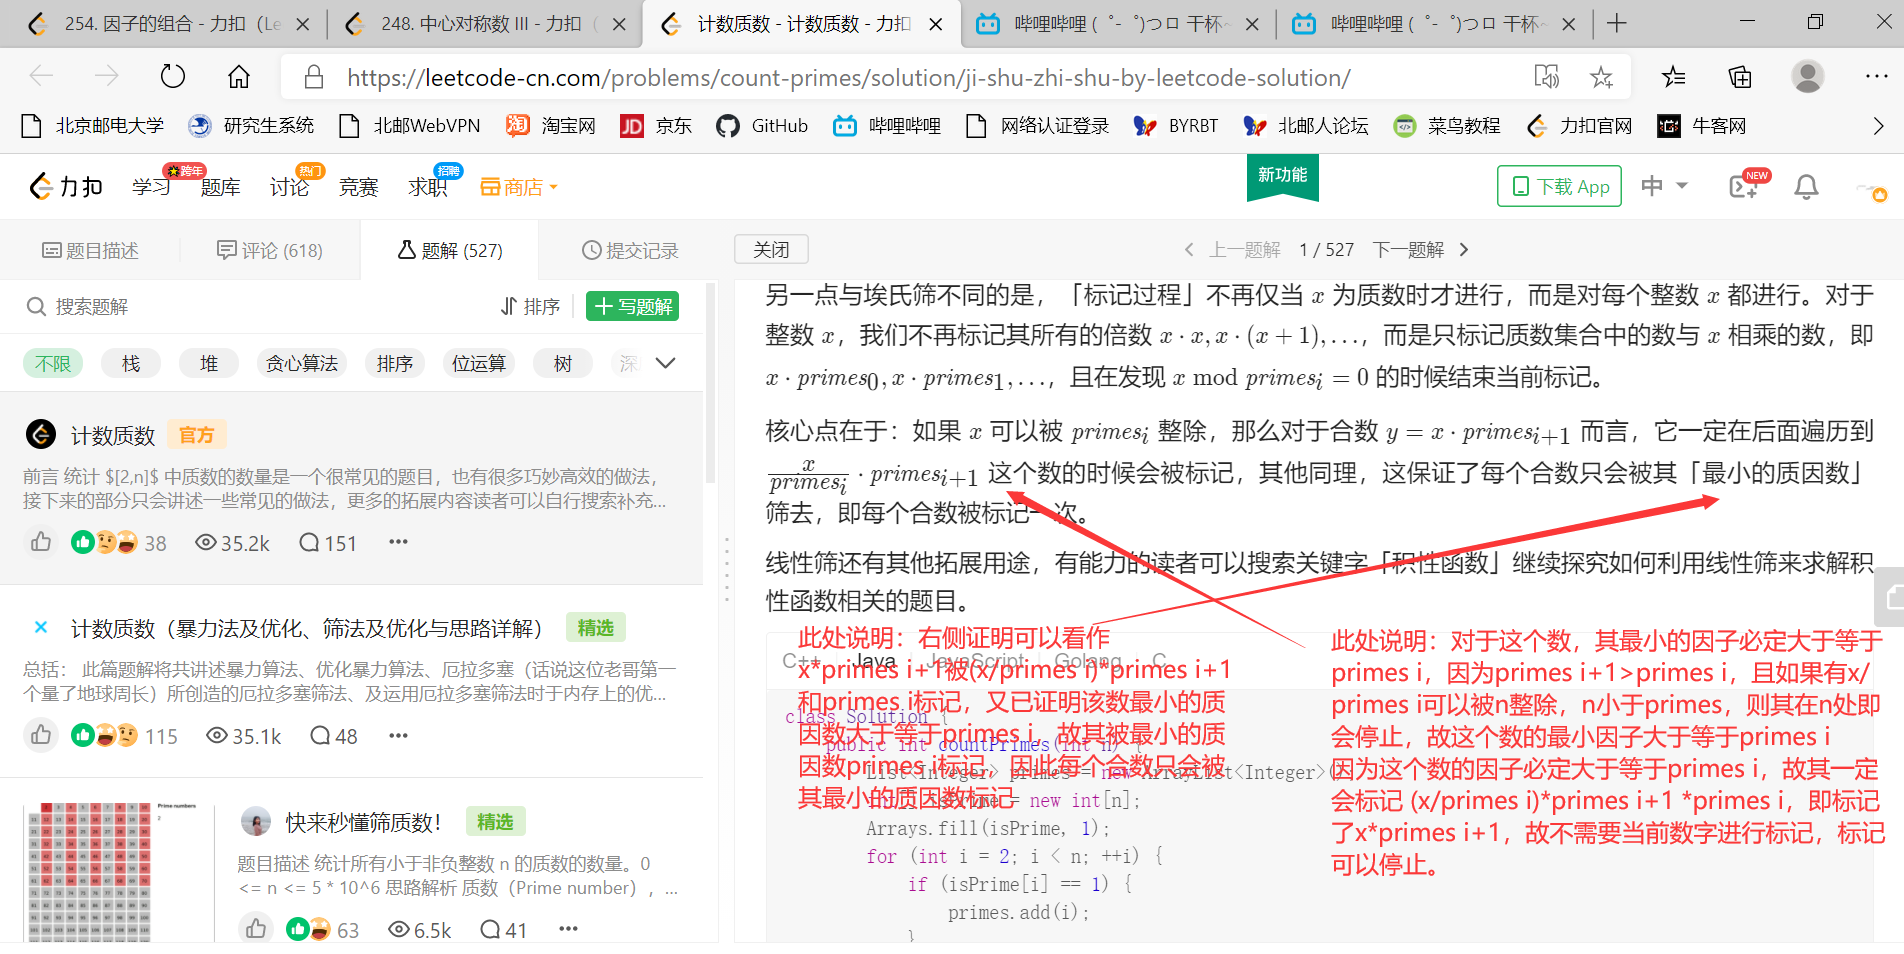 254. 因子的组合 - 力扣（Le
248. 中心对称数 III - 力扣（
计数质数 - 计数质数 - 力扣
哔哩哔哩 (゜-゜)つロ 干杯~
哔哩哔哩 (゜-゜)つロ 干杯~
https://leetcode-cn.com/problems/count-primes/solution/ji-shu-zhi-shu-by-leetcode-solution/
北京邮电大学 研究生系统 北邮WebVPN 淘宝网 京东 GitHub 哔哩哔哩 网络认证登录 BYRBT 北邮人论坛 菜鸟教程 力扣官网 牛客网
力扣 学习 跨年 题库 讨论 热门 竞赛 求职 招聘 商店 新功能 下载 App 中 NEW
题目描述 评论 (618) 题解 (527) 提交记录 关闭 上一题解 1 / 527 下一题解
搜索题解 排序 写题解
不限 栈 堆 贪心算法 排序 位运算 树 深
计数质数 官方
前言 统计 $[2,n]$ 中质数的数量是一个很常见的题目，也有很多巧妙高效的做法，
接下来的部分只会讲述一些常见的做法，更多的拓展内容读者可以自行搜索补充...
38 35.2k 151
计数质数（暴力法及优化、筛法及优化与思路详解） 精选
总括： 此篇题解将共讲述暴力算法、优化暴力算法、厄拉多塞（话说这位老哥第一
个量了地球周长）所创造的厄拉多塞筛法、及运用厄拉多塞筛法时于内存上的优...
115 35.1k 48
Prime numbers
快来秒懂筛质数！ 精选
题目描述 统计所有小于非负整数 n 的质数的数量。0
<= n <= 5 * 10^6 思路解析 质数（Prime number），...
63 6.5k 41
另一点与埃氏筛不同的是，「标记过程」不再仅当 x 为质数时才进行，而是对每个整数 x 都进行。对于
整数 x，我们不再标记其所有的倍数 x · x, x · (x + 1), …，而是只标记质数集合中的数与 x 相乘的数，即
x · primes0, x · primes1, …，且在发现 x mod primesi = 0 的时候结束当前标记。
核心点在于：如果 x 可以被 primesi 整除，那么对于合数 y = x · primesi+1 而言，它一定在后面遍历到
x/primesi · primesi+1 这个数的时候会被标记，其他同理，这保证了每个合数只会被其「最小的质因数」
筛去，即每个合数被标记一次。
线性筛还有其他拓展用途，有能力的读者可以搜索关键字「积性函数」继续探究如何利用线性筛来求解积
性函数相关的题目。
C++ Java JavaScript Golang C
此处说明：右侧证明可以看作
x*primes i+1被(x/primes i)*primes i+1
和primes i标记，又已证明该数最小的质
因数大于等于primes i，故其被最小的质
因数primes i标记，因此每个合数只会被
其最小的质因数标记
此处说明：对于这个数，其最小的因子必定大于等于
primes i，因为primes i+1>primes i，且如果有x/
primes i可以被n整除，n小于primes，则其在n处即
会停止，故这个数的最小因子大于等于primes i
因为这个数的因子必定大于等于primes i，故其一定
会标记 (x/primes i)*primes i+1 *primes i，即标记
了x*primes i+1，故不需要当前数字进行标记，标记
可以停止。
class Solution {
public int countPrimes(int n) {
List<Integer> primes = new ArrayList<Integer>();
int[] isPrime = new int[n];
Arrays.fill(isPrime, 1);
for (int i = 2; i < n; ++i) {
if (isPrime[i] == 1) {
primes.add(i);
}